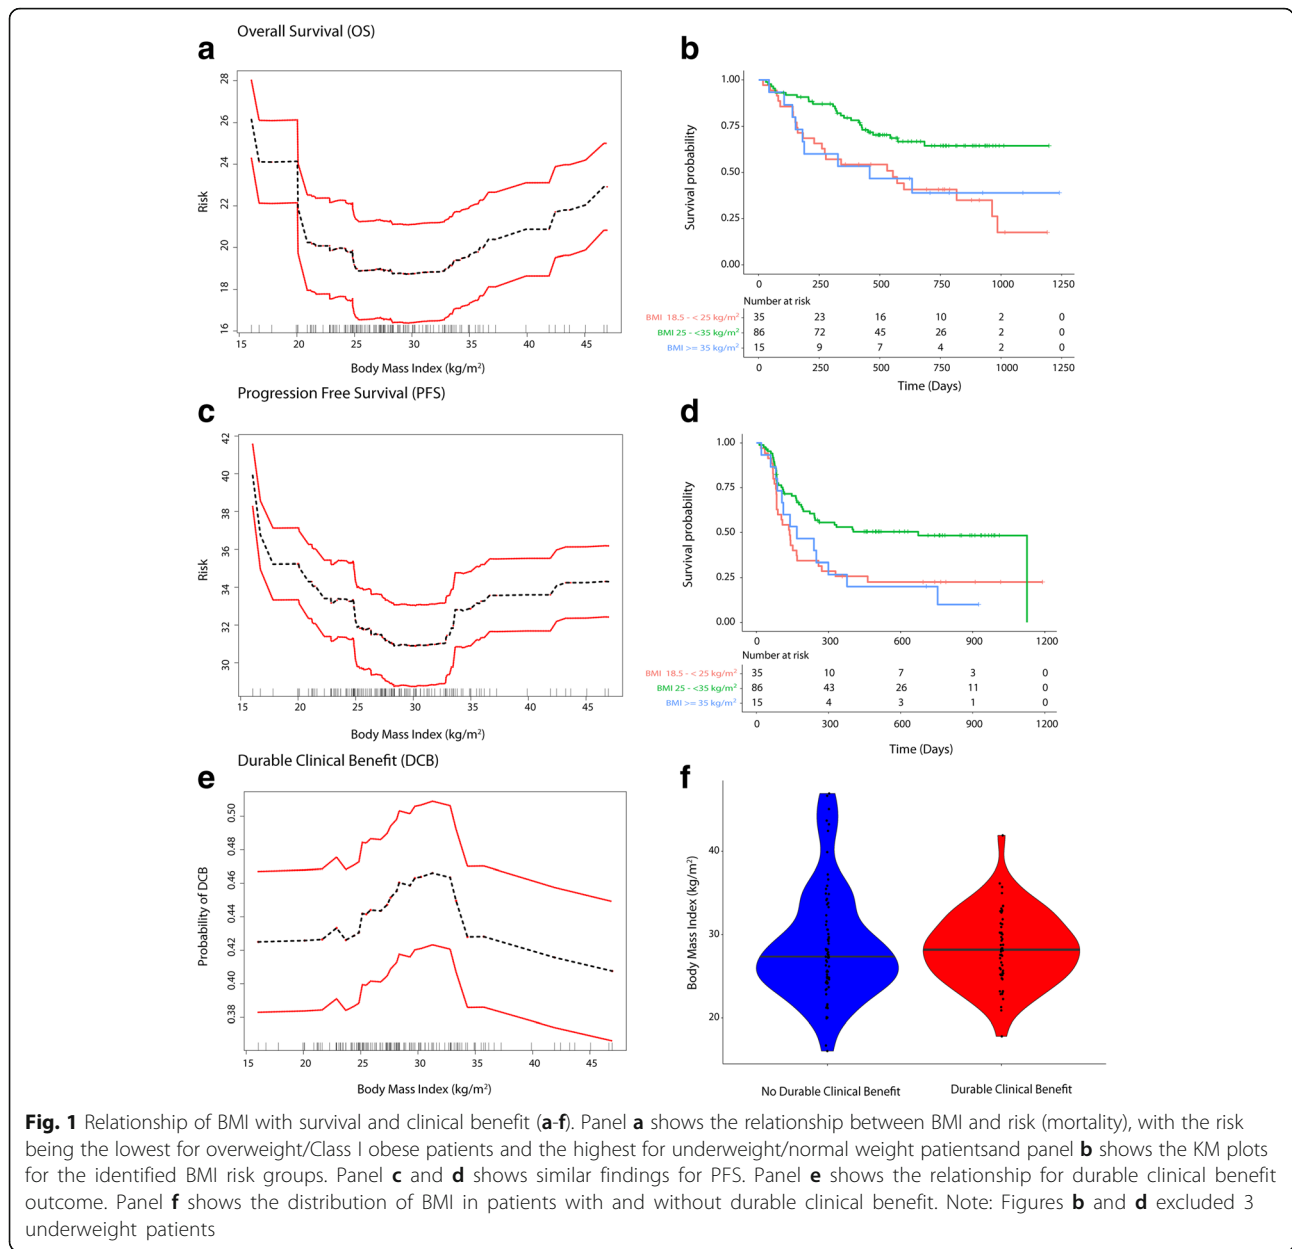 Overall Survival (OS)
a
28
26
24
22
20
18
16
Risk
15 20 25 30 35 40 45
Body Mass Index (kg/m²)
b
1.00
0.75
0.50
0.25
0.00
Survival probability
0 250 500 750 1000 1250
Number at risk
BMI 18.5 - < 25 kg/m² 35 23 16 10 2 0
BMI 25 - <35 kg/m² 86 72 45 26 2 0
BMI >= 35 kg/m² 15 9 7 4 2 0
0 250 500 750 1000 1250
Time (Days)
Progression Free Survival (PFS)
c
42
40
38
36
34
32
30
Risk
15 20 25 30 35 40 45
Body Mass Index (kg/m²)
d
1.00
0.75
0.50
0.25
0.00
Survival probability
0 300 600 900 1200
Number at risk
BMI 18.5 - < 25 kg/m² 35 10 7 3 0
BMI 25 - <35 kg/m² 86 43 26 11 0
BMI >= 35 kg/m² 15 4 3 1 0
0 300 600 900 1200
Time (Days)
Durable Clinical Benefit (DCB)
e
0.50
0.48
0.46
0.44
0.42
0.40
0.38
Probability of DCB
15 20 25 30 35 40 45
Body Mass Index (kg/m²)
f
40
30
20
Body Mass Index (kg/m²)
No Durable Clinical Benefit Durable Clinical Benefit
Fig. 1 Relationship of BMI with survival and clinical benefit (a-f). Panel a shows the relationship between BMI and risk (mortality), with the risk
being the lowest for overweight/Class I obese patients and the highest for underweight/normal weight patientsand panel b shows the KM plots
for the identified BMI risk groups. Panel c and d shows similar findings for PFS. Panel e shows the relationship for durable clinical benefit
outcome. Panel f shows the distribution of BMI in patients with and without durable clinical benefit. Note: Figures b and d excluded 3
underweight patients